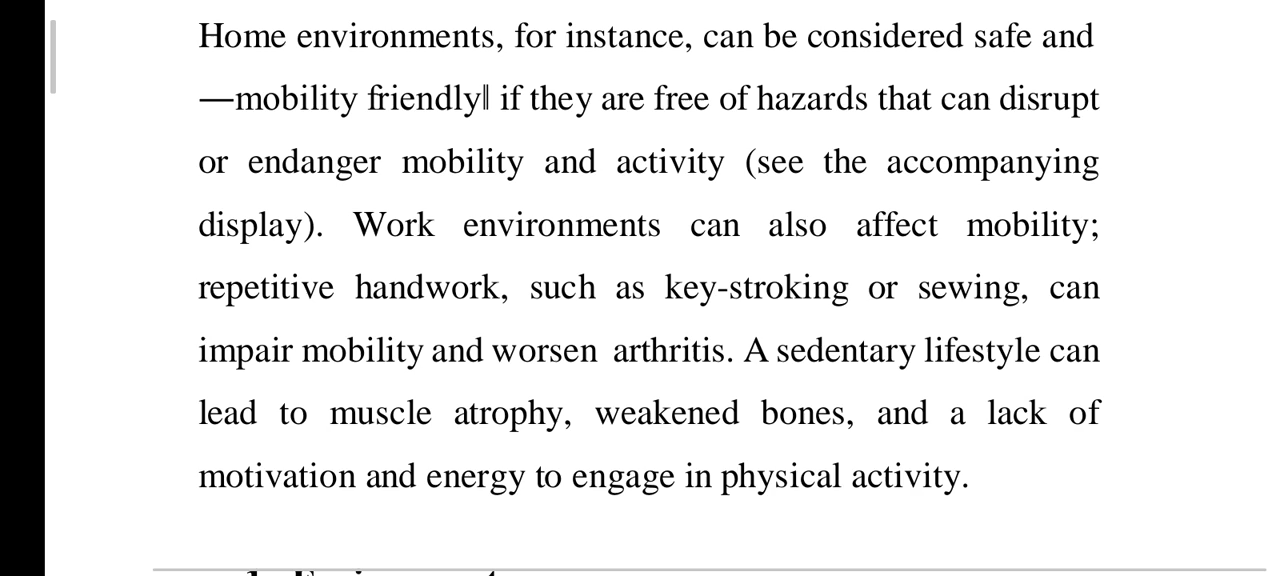 Home environments, for instance, can be considered safe and
―mobility friendly‖ if they are free of hazards that can disrupt
or endanger mobility and activity (see the accompanying
display). Work environments can also affect mobility;
repetitive handwork, such as key-stroking or sewing, can
impair mobility and worsen arthritis. A sedentary lifestyle can
lead to muscle atrophy, weakened bones, and a lack of
motivation and energy to engage in physical activity.